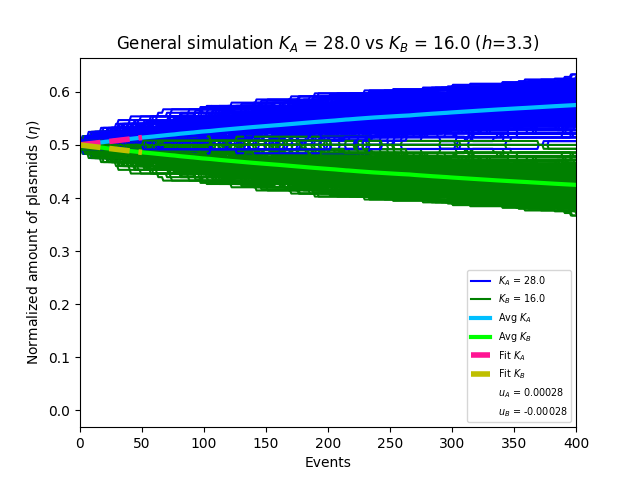 General simulation K_A = 28.0 vs K_B = 16.0 (h=3.3)
Normalized amount of plasmids (η)
0.6
0.5
0.4
0.3
0.2
0.1
0.0
K_A = 28.0
K_B = 16.0
Avg K_A
Avg K_B
Fit K_A
Fit K_B
u_A = 0.00028
u_B = -0.00028
0 50 100 150 200 250 300 350 400
Events